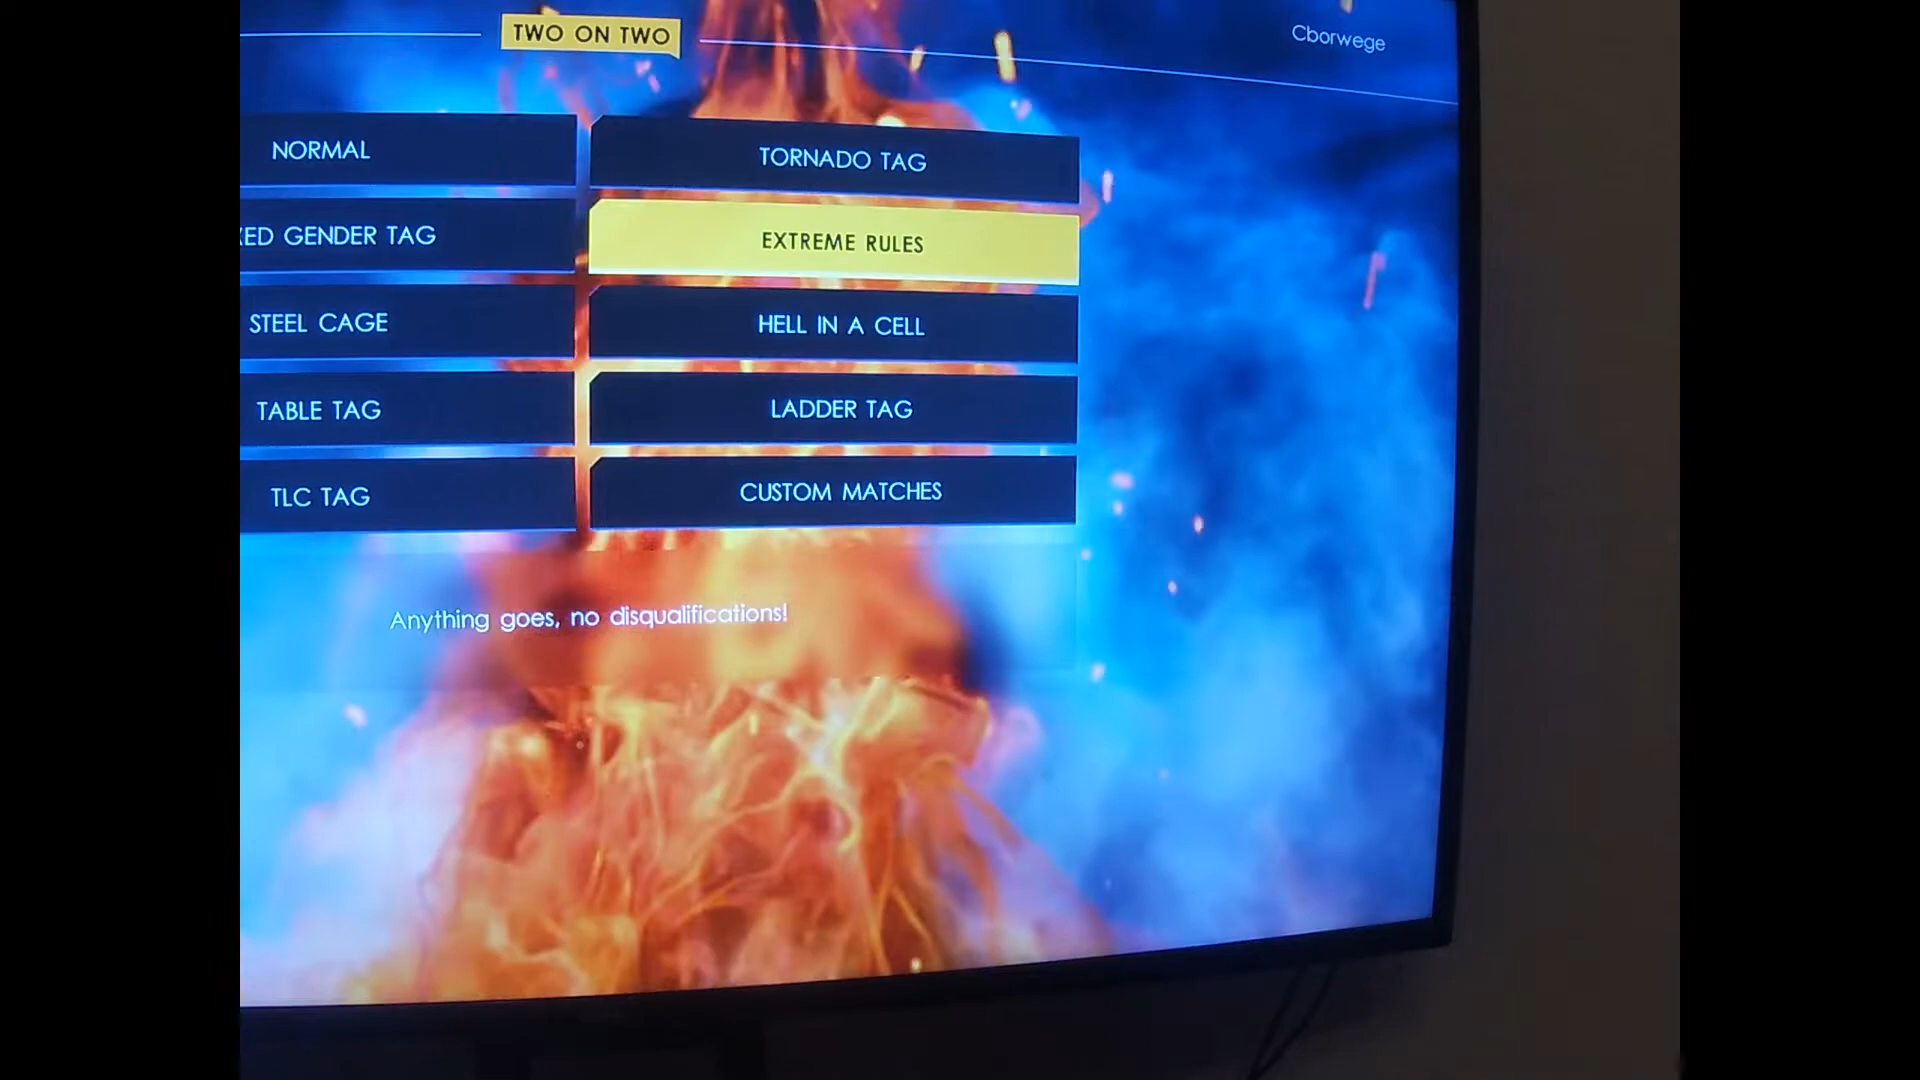 TWO ON TWO
Cborwege
NORMAL
TORNADO TAG
XED GENDER TAG
EXTREME RULES
STEEL CAGE
HELL IN A CELL
TABLE TAG
LADDER TAG
TLC TAG
CUSTOM MATCHES
Anything goes, no disqualifications!